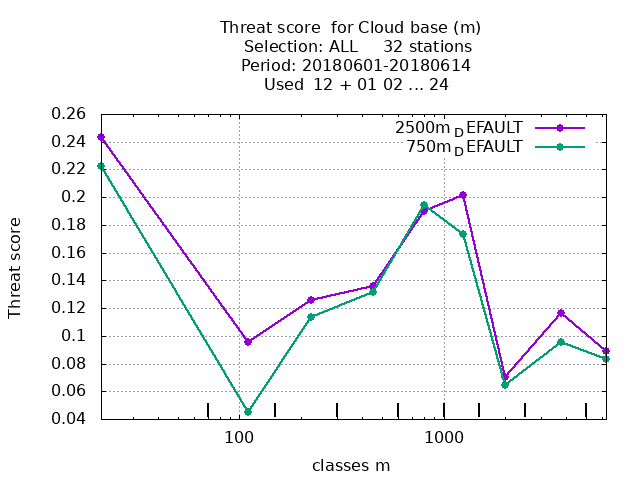 Threat score  for Cloud base (m)
Selection: ALL     32 stations
Period: 20180601-20180614
Used  12 + 01 02 ... 24
0.26
0.24
0.22
0.2
0.18
0.16
0.14
0.12
0.1
0.08
0.06
0.04
2500m_DEFAULT
750m_DEFAULT
Threat score
100
1000
classes m